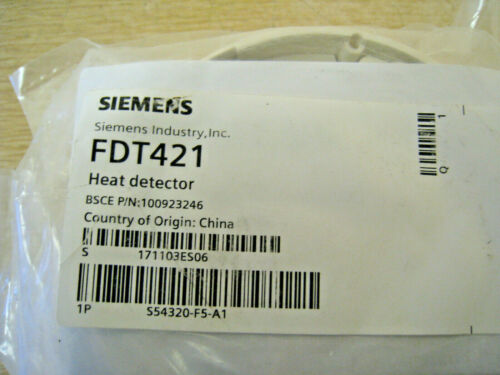 SIEMENS
Siemens Industry,Inc.
FDT421
Heat detector
BSCE P/N:100923246
Country of Origin: China
S 171103ES06
1P S54320-F5-A1
Q 1